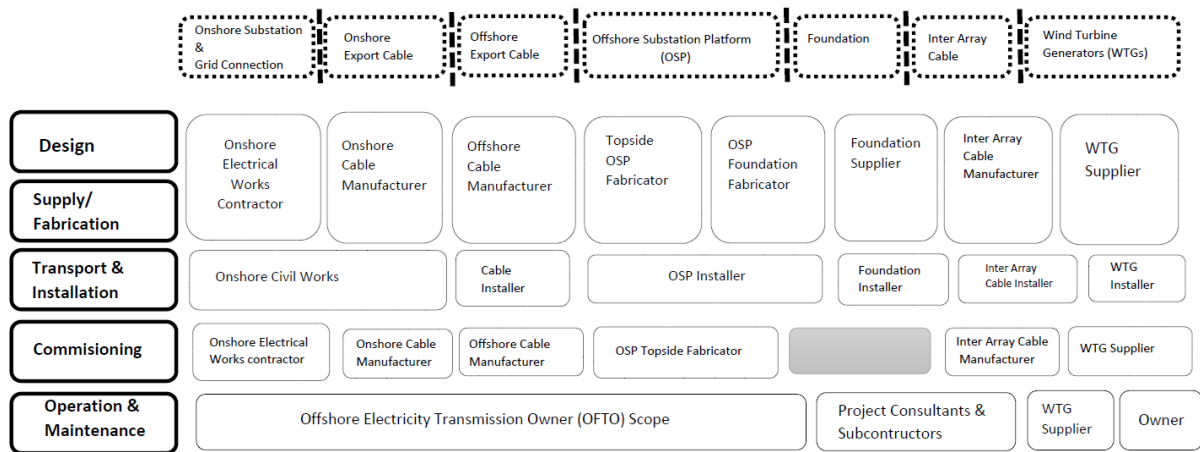 Onshore Substation
&
Grid Connection
Onshore
Export Cable
Offshore
Export Cable
Offshore Substation Platform
(OSP)
Foundation
Inter Array
Cable
Wind Turbine
Generators (WTGs)
Design
Supply/
Fabrication
Onshore
Electrical
Works
Contractor
Onshore
Cable
Manufacturer
Offshore
Cable
Manufacturer
Topside
OSP
Fabricator
OSP
Foundation
Fabricator
Foundation
Supplier
Inter Array
Cable
Manufacturer
WTG
Supplier
Transport &
Installation
Onshore Civil Works
Cable
Installer
OSP Installer
Foundation
Installer
Inter Array
Cable Installer
WTG
Installer
Commisioning
Onshore Electrical
Works contractor
Onshore Cable
Manufacturer
Offshore Cable
Manufacturer
OSP Topside Fabricator
Inter Array Cable
Manufacturer
WTG Supplier
Operation &
Maintenance
Offshore Electricity Transmission Owner (OFTO) Scope
Project Consultants &
Subcontructors
WTG
Supplier
Owner